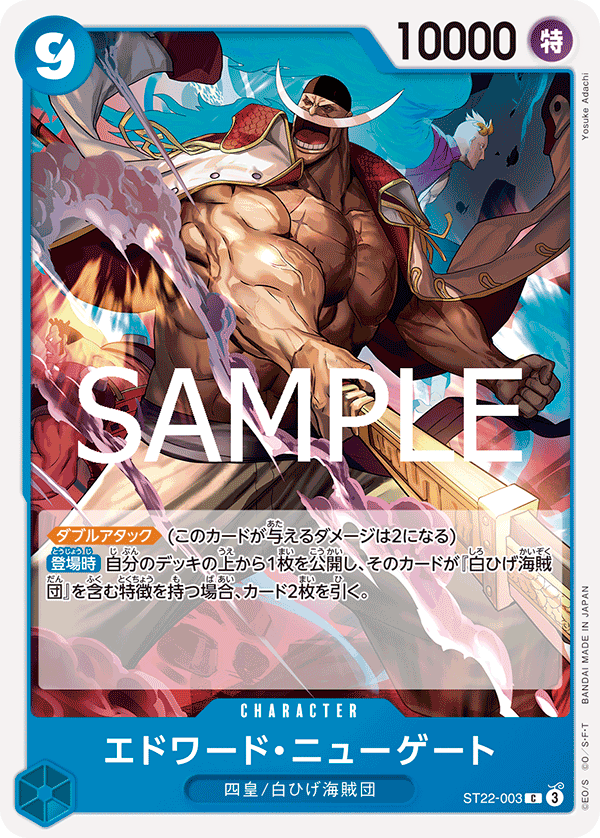 9
10000
特
Yosuke Adachi
SAMPLE
ダブルアタック (このカードが与えるダメージは2になる)
登場時 自分のデッキの上から1枚を公開し、そのカードが『白ひげ海賊
団』を含む特徴を持つ場合、カード2枚を引く。
CHARACTER
エドワード・ニューゲート
四皇/白ひげ海賊団
ST22-003 C 3
©E.O/S ©O/S・F・T BANDAI MADE IN JAPAN